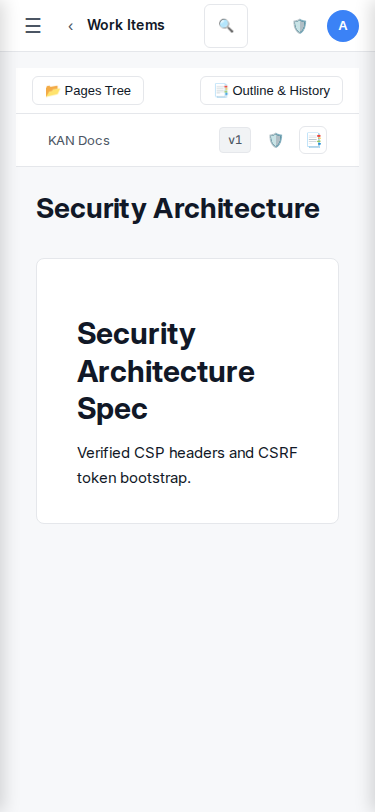 ☰ ‹ Work Items 🔍 🛡️ A
📂 Pages Tree 📑 Outline & History
KAN Docs v1 🛡️ 📑
Security Architecture
Security
Architecture
Spec
Verified CSP headers and CSRF
token bootstrap.